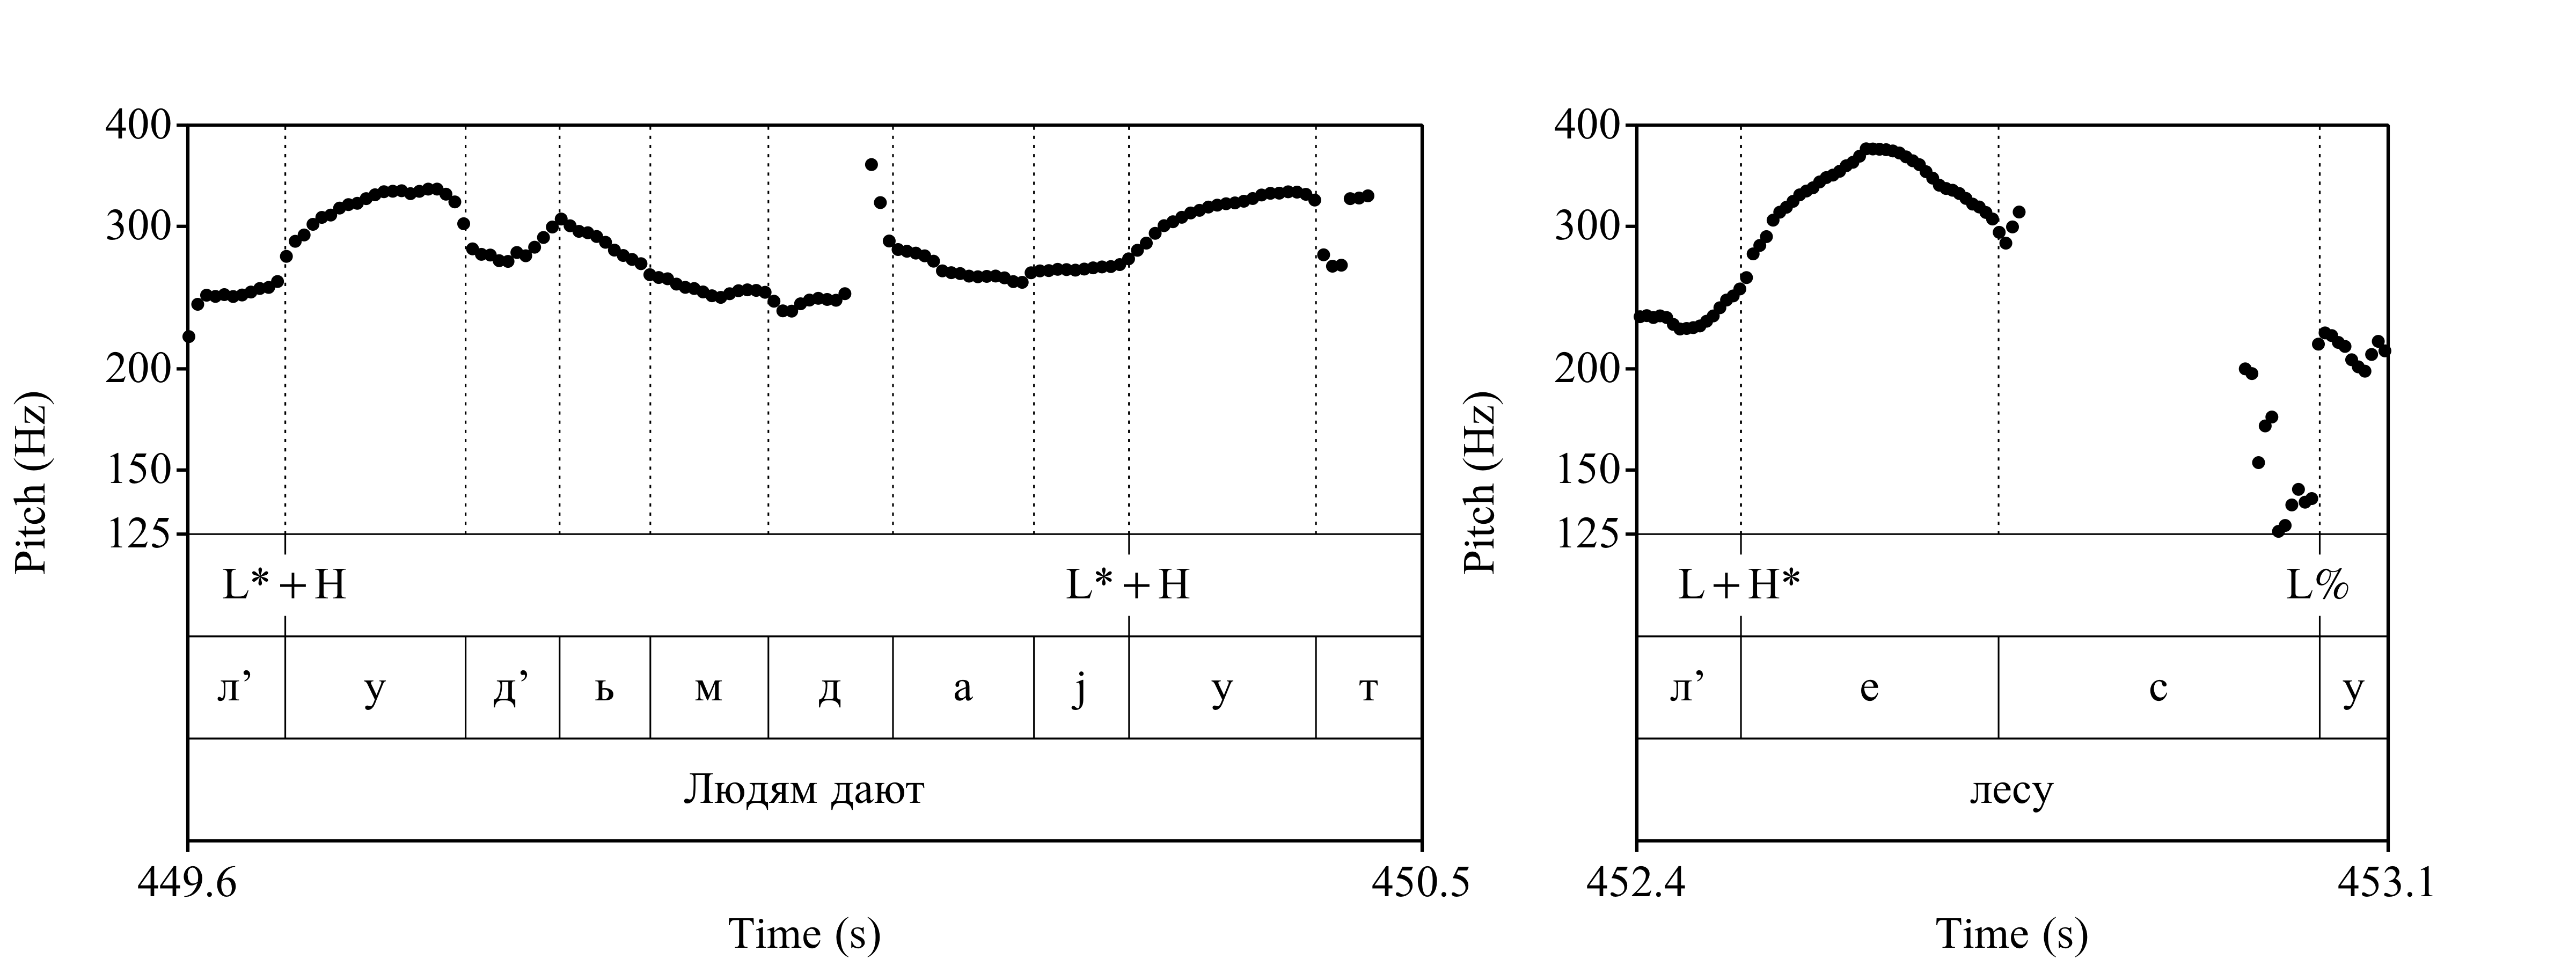 400
300
200
150
125
Pitch (Hz)
L*+H L*+H
л’ у д’ ь м д а j у т
Людям дают
449.6 450.5
Time (s)
400
300
200
150
125
Pitch (Hz)
L+H* L%
л’ е с у
лесу
452.4 453.1
Time (s)